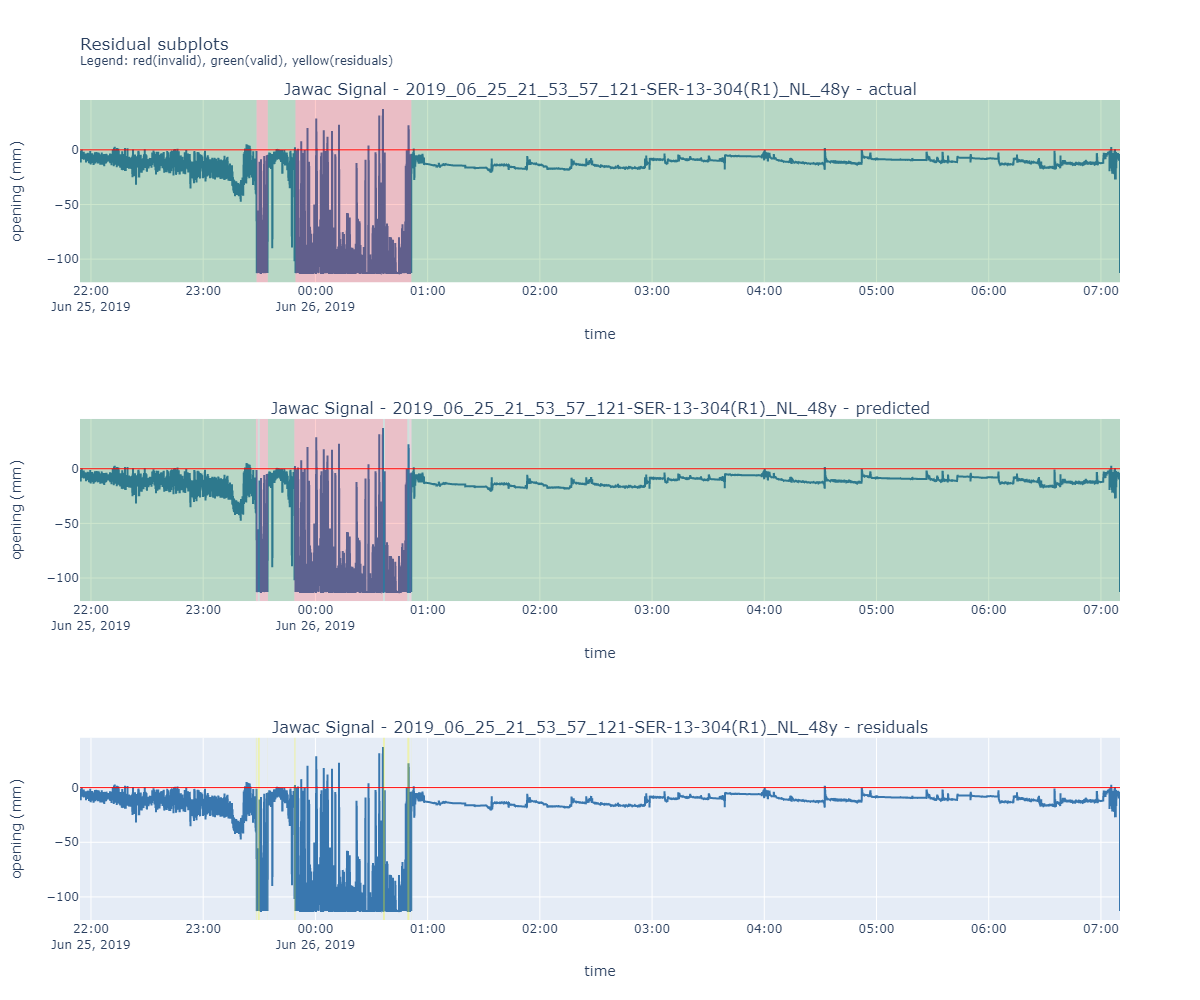 Residual subplots
Legend: red(invalid), green(valid), yellow(residuals)
Jawac Signal - 2019_06_25_21_53_57_121-SER-13-304(R1)_NL_48y - actual
opening (mm)
0
−50
−100
22:00 23:00 00:00 01:00 02:00 03:00 04:00 05:00 06:00 07:00
Jun 25, 2019 Jun 26, 2019
time
Jawac Signal - 2019_06_25_21_53_57_121-SER-13-304(R1)_NL_48y - predicted
opening (mm)
0
−50
−100
22:00 23:00 00:00 01:00 02:00 03:00 04:00 05:00 06:00 07:00
Jun 25, 2019 Jun 26, 2019
time
Jawac Signal - 2019_06_25_21_53_57_121-SER-13-304(R1)_NL_48y - residuals
opening (mm)
0
−50
−100
22:00 23:00 00:00 01:00 02:00 03:00 04:00 05:00 06:00 07:00
Jun 25, 2019 Jun 26, 2019
time